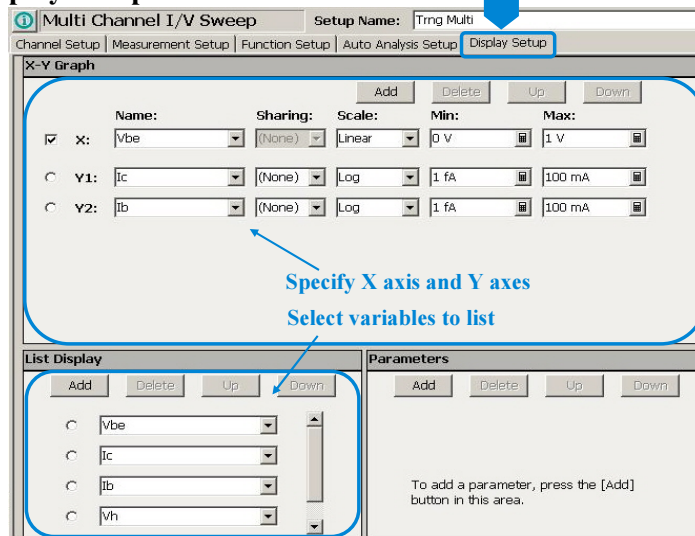 Multi Channel I/V Sweep Setup Name: Trng Multi
Channel Setup Measurement Setup Function Setup Auto Analysis Setup Display Setup
X-Y Graph
Add Delete Up Down
Name: Sharing: Scale: Min: Max:
X: Vbe (None) Linear 0 V 1 V
Y1: Ic (None) Log 1 fA 100 mA
Y2: Ib (None) Log 1 fA 100 mA
Specify X axis and Y axes
Select variables to list
List Display
Add Delete Up Down
Vbe
Ic
Ib
Vh
Parameters
Add Delete Up Down
To add a parameter, press the [Add]
button in this area.